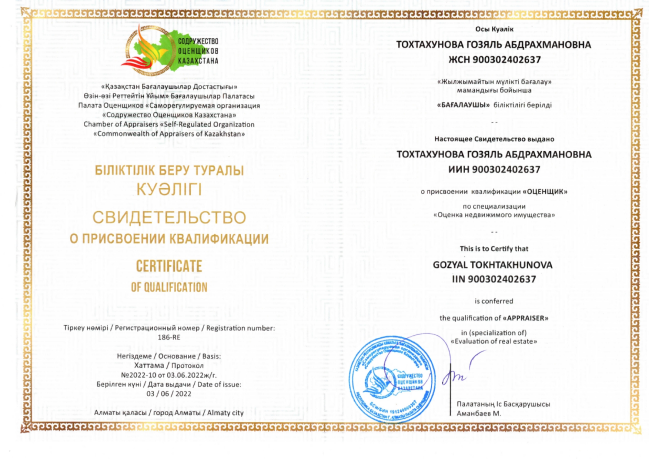 СОДРУЖЕСТВО
ОЦЕНЩИКОВ
КАЗАХСТАНА
«Қазақстан Бағалаушылар Достастығы»
Өзін-өзі Реттейтін Ұйым» Бағалаушылар Палатасы
Палата Оценщиков «Саморегулируемая организация
«Содружество Оценщиков Казахстана»
Chamber of Appraisers «Self-Regulated Organization
«Commonwealth of Appraisers of Kazakhstan»
БІЛІКТІЛІК БЕРУ ТУРАЛЫ
КУӘЛІГІ
СВИДЕТЕЛЬСТВО
О ПРИСВОЕНИИ КВАЛИФИКАЦИИ
CERTIFICATE
OF QUALIFICATION
Тіркеу нөмірі / Регистрационный номер / Registration number:
186-RE
Негіздеме / Основание / Basis:
Хаттама / Протокол
№2022-10 от 03.06.2022ж/г.
Берілген күні / Дата выдачи / Date of issue:
03 / 06 / 2022
Алматы қаласы / город Алматы / Almaty city
Осы Куәлік
ТОХТАХУНОВА ГОЗЯЛЬ АБДРАХМАНОВНА
ЖСН 900302402637
«Жылжымайтын мүлікті бағалау»
мамандығы бойынша
«БАҒАЛАУШЫ» біліктілігі берілді
- -
Настоящее Свидетельство выдано
ТОХТАХУНОВА ГОЗЯЛЬ АБДРАХМАНОВНА
ИИН 900302402637
о присвоении квалификации «ОЦЕНЩИК»
по специализации
«Оценка недвижимого имущества»
- -
This is to Certify that
GOZYAL TOKHTAKHUNOVA
IIN 900302402637
is conferred
the qualification of «APPRAISER»
in (specialization of)
«Evaluation of real estate»
СОДРУЖЕСТВО
ОЦЕНЩИКОВ
КАЗАХСТАНА
Палатаның Іс Басқарушысы
Аманбаев М.